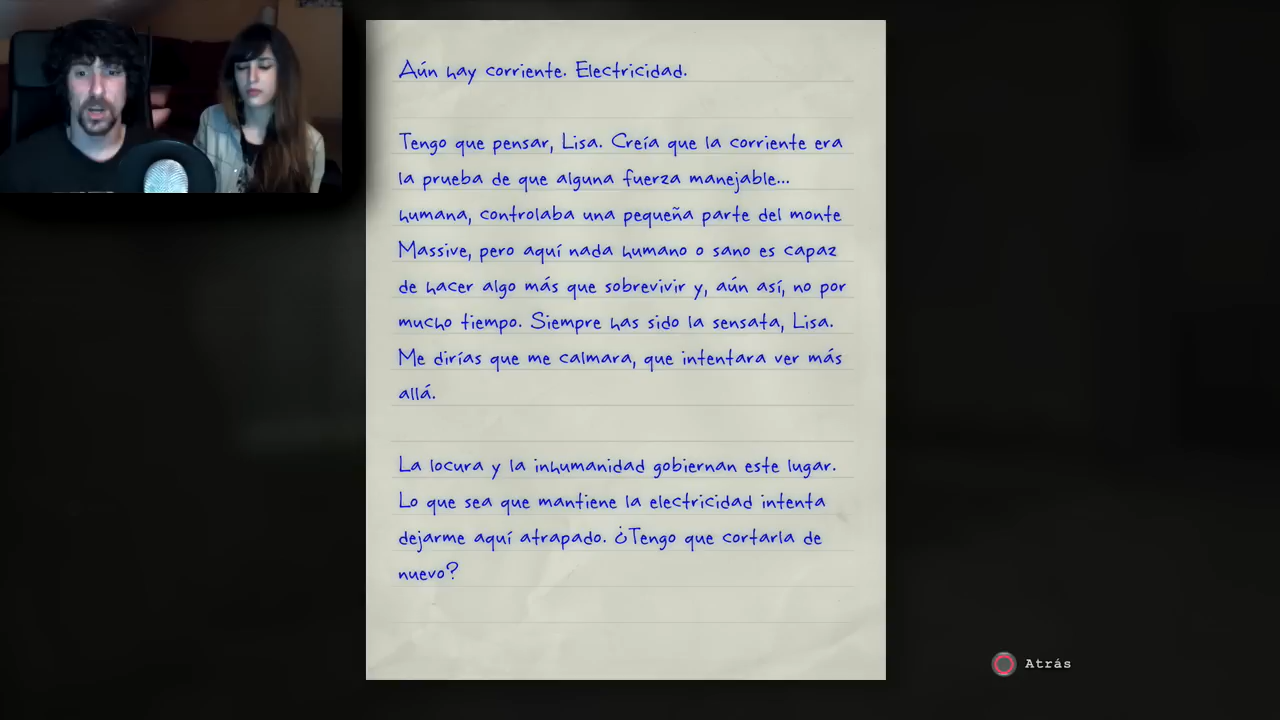 Aún hay corriente. Electricidad.
Tengo que pensar, Lisa. Creía que la corriente era
la prueba de que alguna fuerza manejable...
humana, controlaba una pequeña parte del monte
Massive, pero aquí nada humano o sano es capaz
de hacer algo más que sobrevivir y, aún así, no por
mucho tiempo. Siempre has sido la sensata, Lisa.
Me dirías que me calmara, que intentara ver más
allá.
La locura y la inhumanidad gobiernan este lugar.
Lo que sea que mantiene la electricidad intenta
dejarme aquí atrapado. ¿Tengo que cortarla de
nuevo?
Atrás